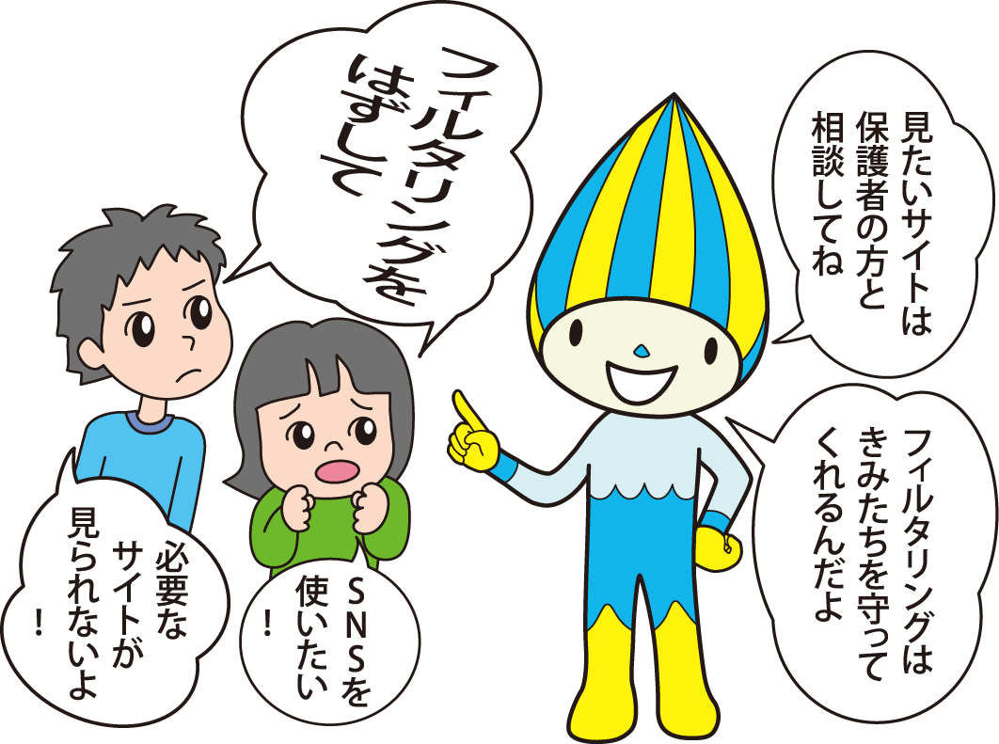 フィルタリングを
はずして
必要な
サイトが
見られないよ
!
SNSを
使いたい
!
見たいサイトは
保護者の方と
相談してね
フィルタリングは
きみたちを守って
くれるんだよ